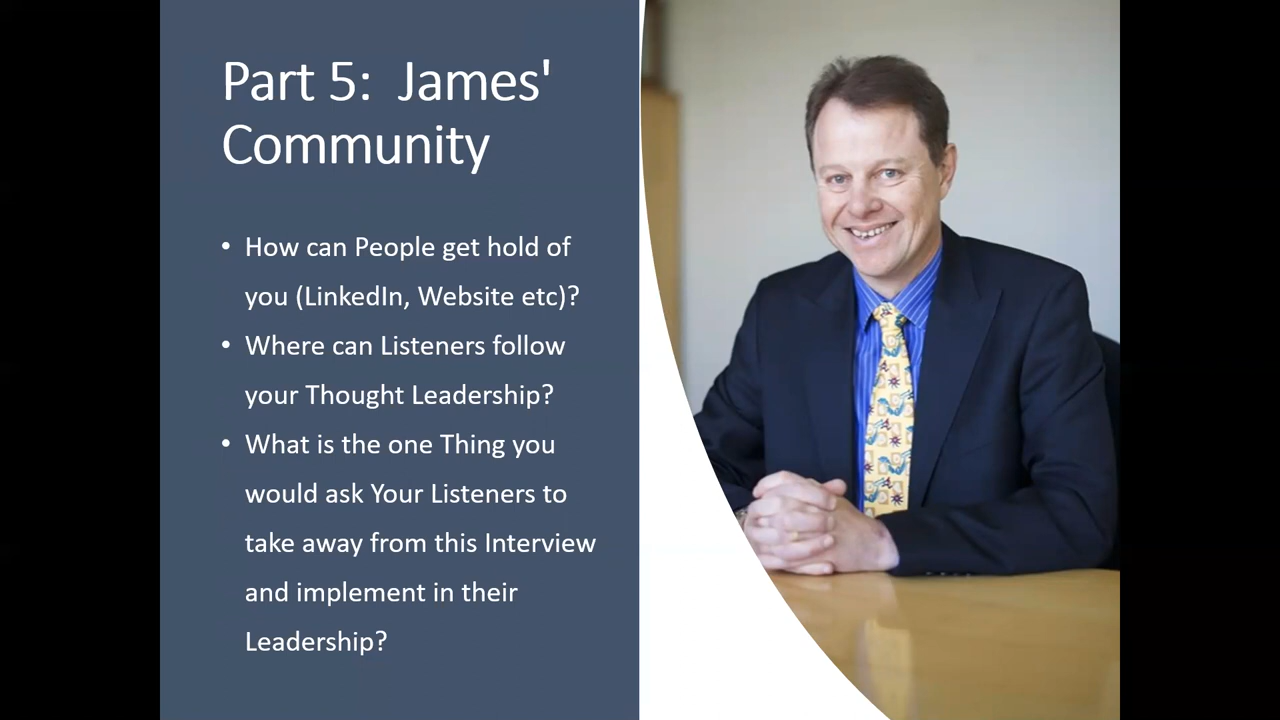 Part 5:  James'
Community
• How can People get hold of
you (LinkedIn, Website etc)?
• Where can Listeners follow
your Thought Leadership?
• What is the one Thing you
would ask Your Listeners to
take away from this Interview
and implement in their
Leadership?